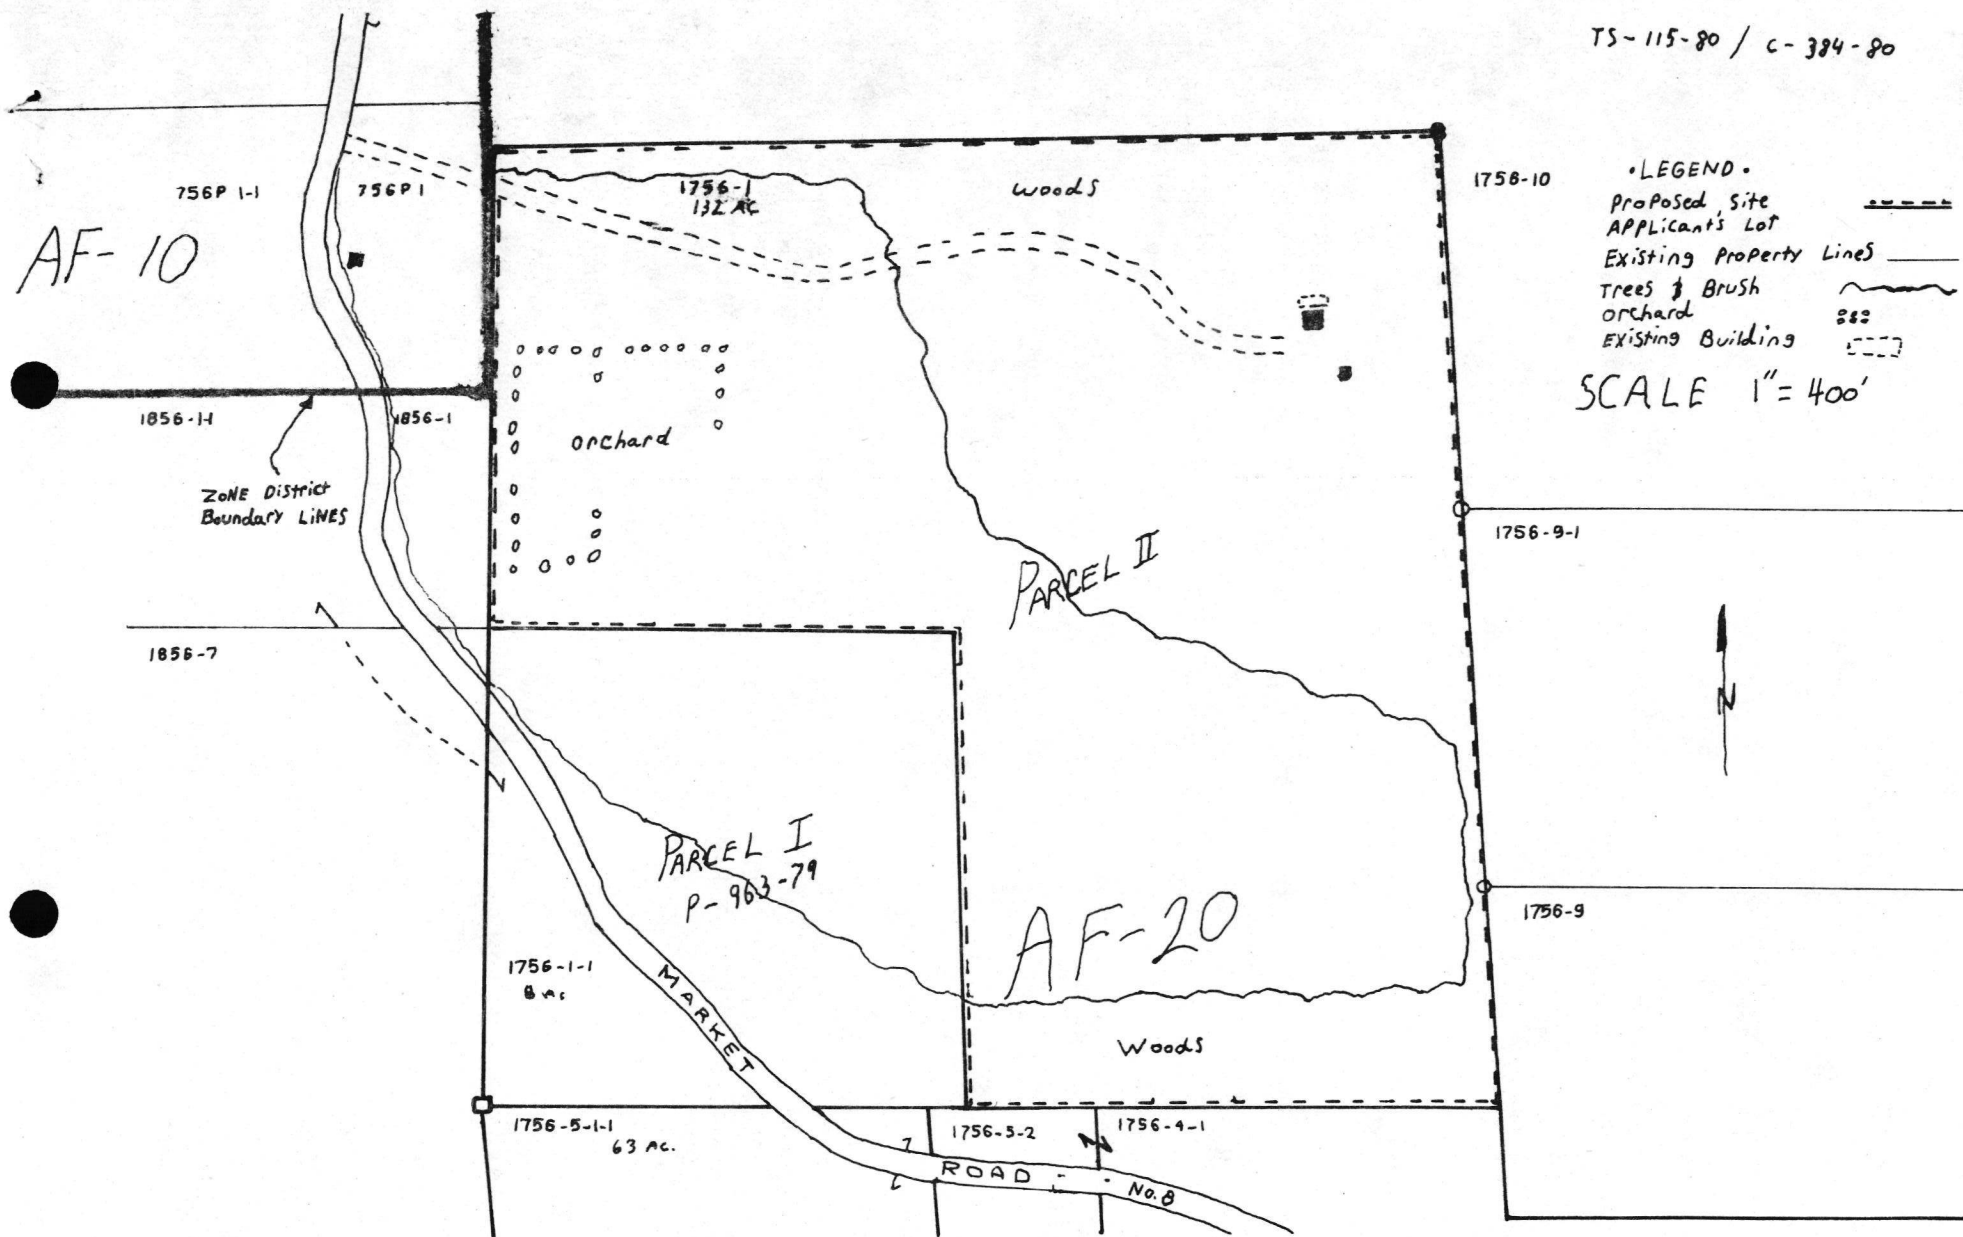 TS-115-80 / C-384-80
756P 1-1
756P 1
1756-1
132 AC
Woods
1756-10
AF-10
•LEGEND•
Proposed Site
APPLicant's Lot
Existing Property Lines
Trees & Brush
orchard
Existing Building
SCALE 1"=400'
1856-1-1
1856-1
orchard
ZONE District
Boundary LINES
1756-9-1
PARCEL II
1856-7
N
PARCEL I
P-963-79
AF-20
1756-9
1756-1-1
8 AC
MARKET
Woods
1756-5-1-1
63 AC.
1756-5-2
1756-4-1
ROAD
No. 8